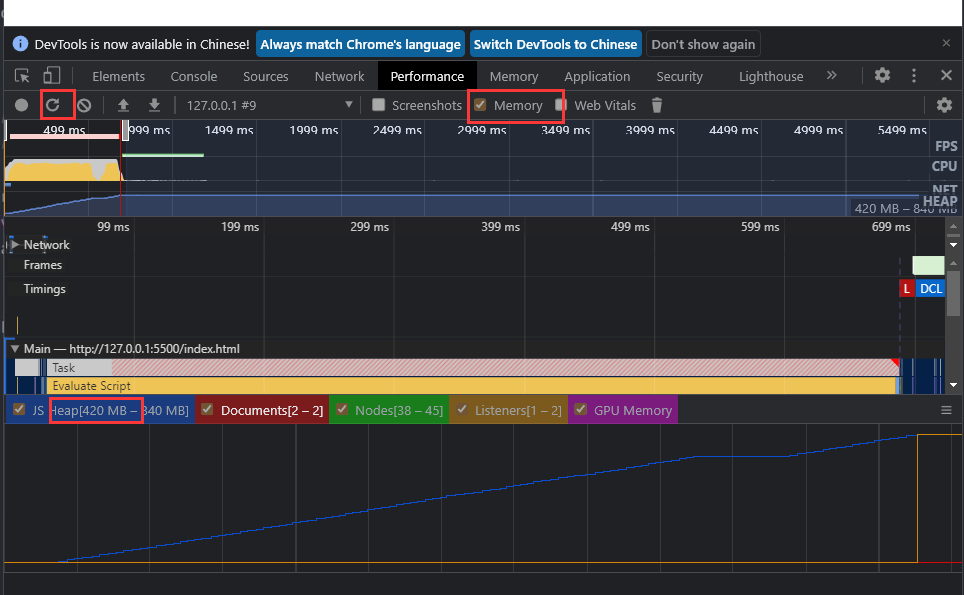 DevTools is now available in Chinese! Always match Chrome's language Switch DevTools to Chinese Don't show again
Elements Console Sources Network Performance Memory Application Security Lighthouse »
127.0.0.1 #9 Screenshots Memory Web Vitals
499 ms 999 ms 1499 ms 1999 ms 2499 ms 2999 ms 3499 ms 3999 ms 4499 ms 4999 ms 5499 ms
FPS
CPU
NET
HEAP
420 MB – 840 MB
99 ms 199 ms 299 ms 399 ms 499 ms 599 ms 699 ms
Network
Frames
Timings L DCL
Main — http://127.0.0.1:5500/index.html
Task
Evaluate Script
JS Heap[420 MB – 840 MB] Documents[2 – 2] Nodes[38 – 45] Listeners[1 – 2] GPU Memory